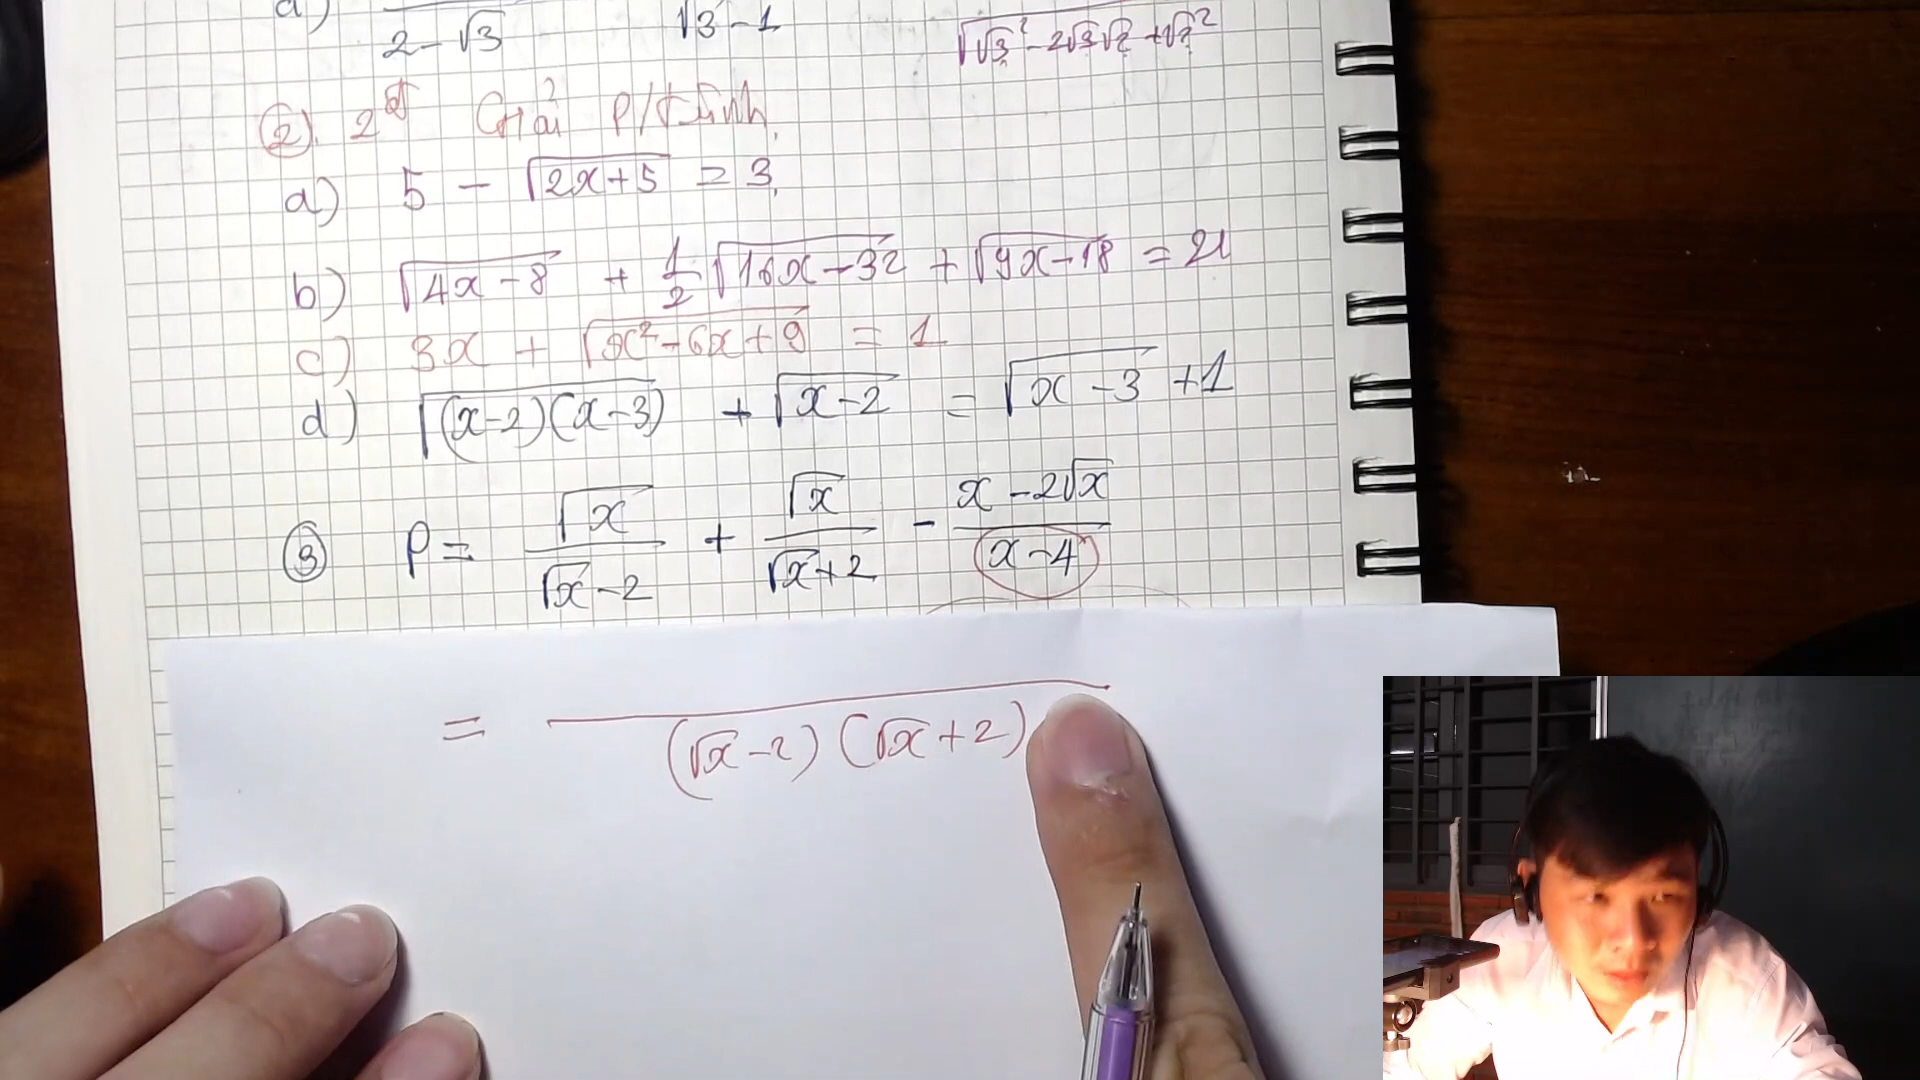 2-√3 √3-1 √(√3² - 2√3√2 + √2²)
② 2đ Giải p/trình
a) 5 - √(2x+5) = 3
b) √(4x-8) + 1/2 √(16x-32) + √(9x-18) = 21
c) 3x + √(9x²-6x+9) = 1
d) √((x-2)(x-3)) + √(x-2) = √(x-3) + 1
③ P = √x/(√x-2) + √x/(√x+2) - (x-2√x)/(x-4)
= (√x-2)(√x+2)